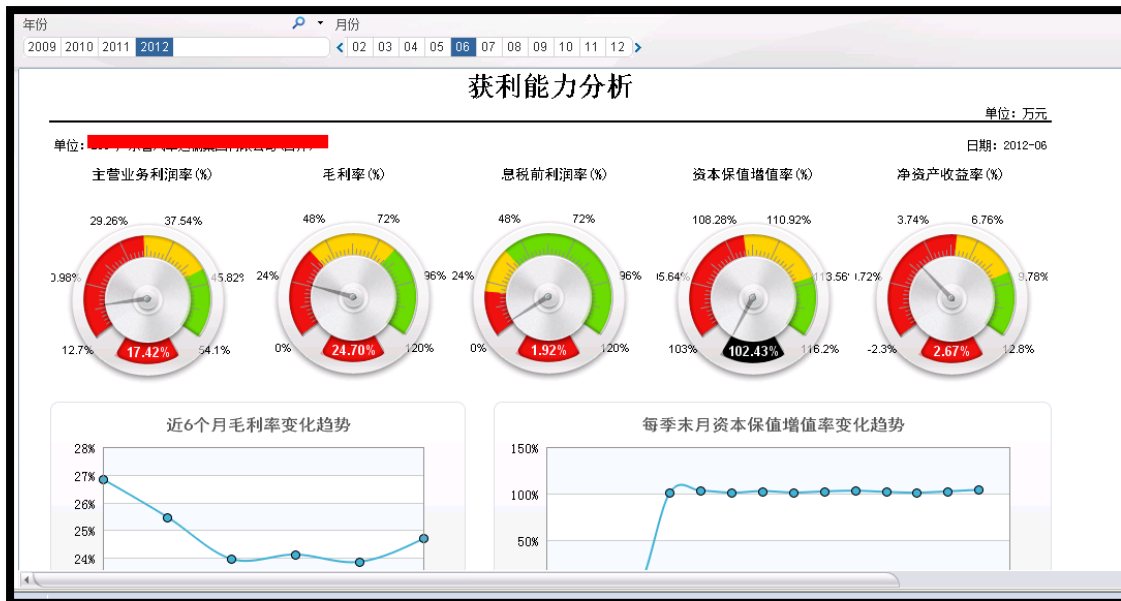 年份 月份
2009 2010 2011 2012 02 03 04 05 06 07 08 09 10 11 12
获利能力分析
单位：万元
单位： 日期：2012-06
主营业务利润率(%) 毛利率(%) 息税前利润率(%) 资本保值增值率(%) 净资产收益率(%)
29.26% 37.54% 48% 72% 48% 72% 108.28% 110.92% 3.74% 6.76%
45.82% 24% 96% 24% 96% 9.78%
12.7% 17.42% 54.1% 0% 24.70% 120% 0% 1.92% 120% 103% 102.43% 116.2% -2.3% 2.67% 12.8%
近6个月毛利率变化趋势 每季末月资本保值增值率变化趋势
28% 150%
27%
26% 100%
25% 50%
24%